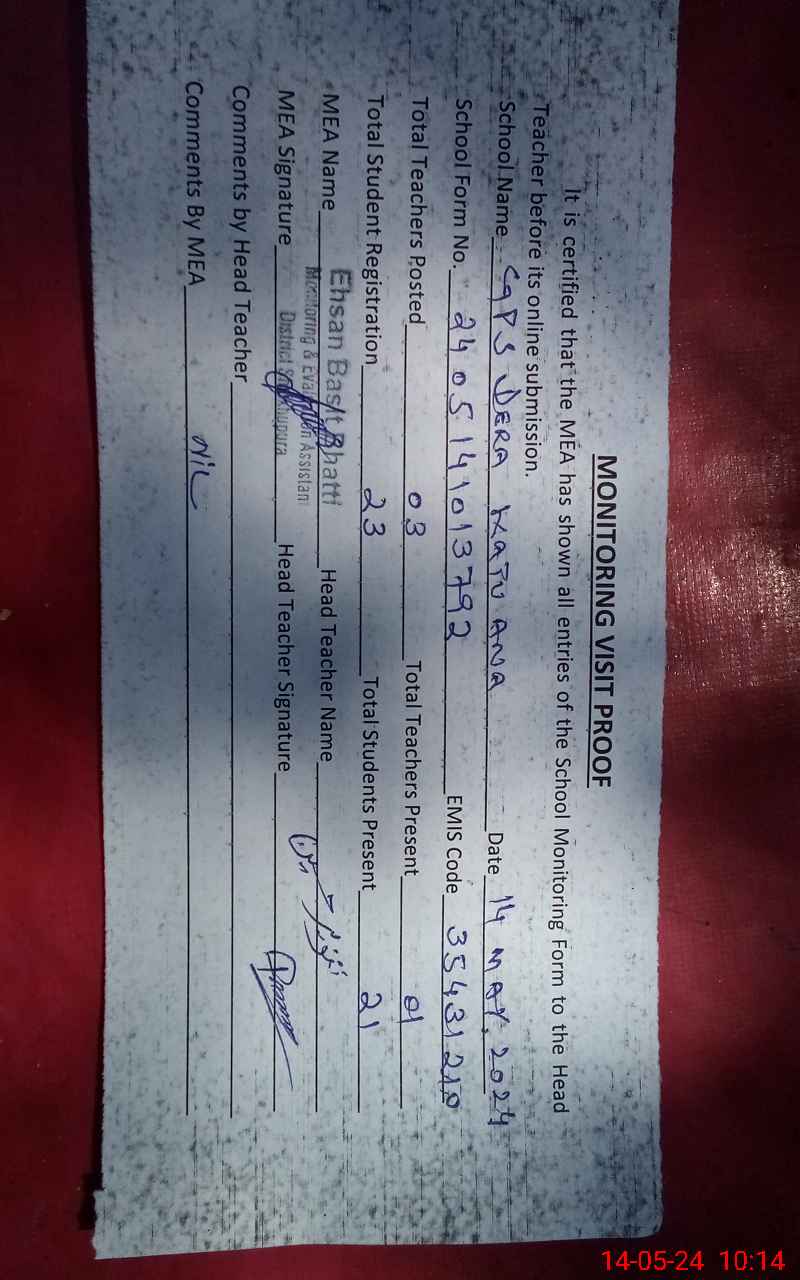 MONITORING VISIT PROOF
It is certified that the MEA has shown all entries of the School Monitoring Form to the Head
Teacher before its online submission.
School Name GGPS DERA KATU ANA Date 14 MAY, 2024
School Form No. 240514101 3792 EMIS Code 35431210
Total Teachers Posted 03 Total Teachers Present 01
Total Student Registration 23 Total Students Present 21
MEA Name Ehsan Basit Bhatti Head Teacher Name
Monitoring & Evaluation Assistant
MEA Signature District Sheikhupura Head Teacher Signature
Comments by Head Teacher
Comments By MEA NIL
14-05-24 10:14